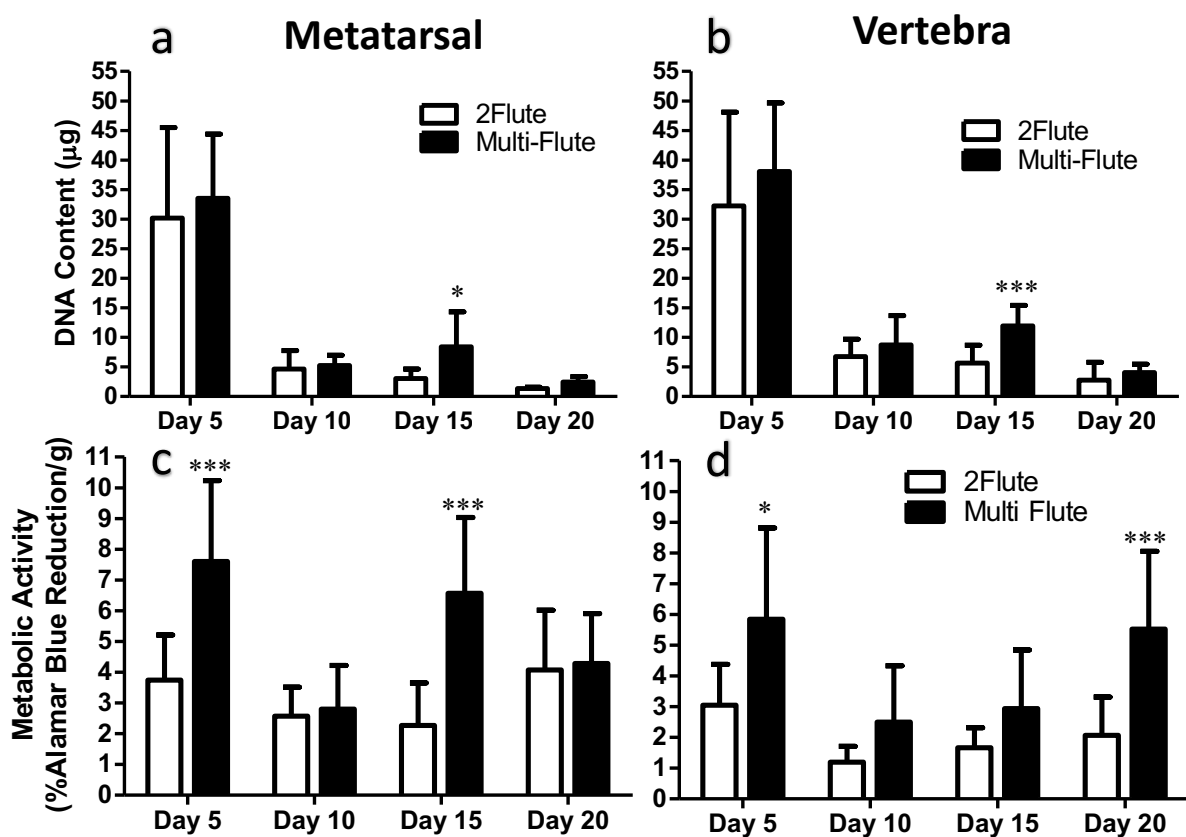 a
Metatarsal
DNA Content (µg)
55
50
45
40
35
30
25
20
15
10
5
0
2Flute
Multi-Flute
*
Day 5
Day 10
Day 15
Day 20
b
Vertebra
55
50
45
40
35
30
25
20
15
10
5
0
2Flute
Multi-Flute
***
Day 5
Day 10
Day 15
Day 20
c
Metabolic Activity
(%Alamar Blue Reduction/g)
11
10
9
8
7
6
5
4
3
2
1
0
***
***
Day 5
Day 10
Day 15
Day 20
d
11
10
9
8
7
6
5
4
3
2
1
0
2Flute
Multi Flute
*
***
Day 5
Day 10
Day 15
Day 20